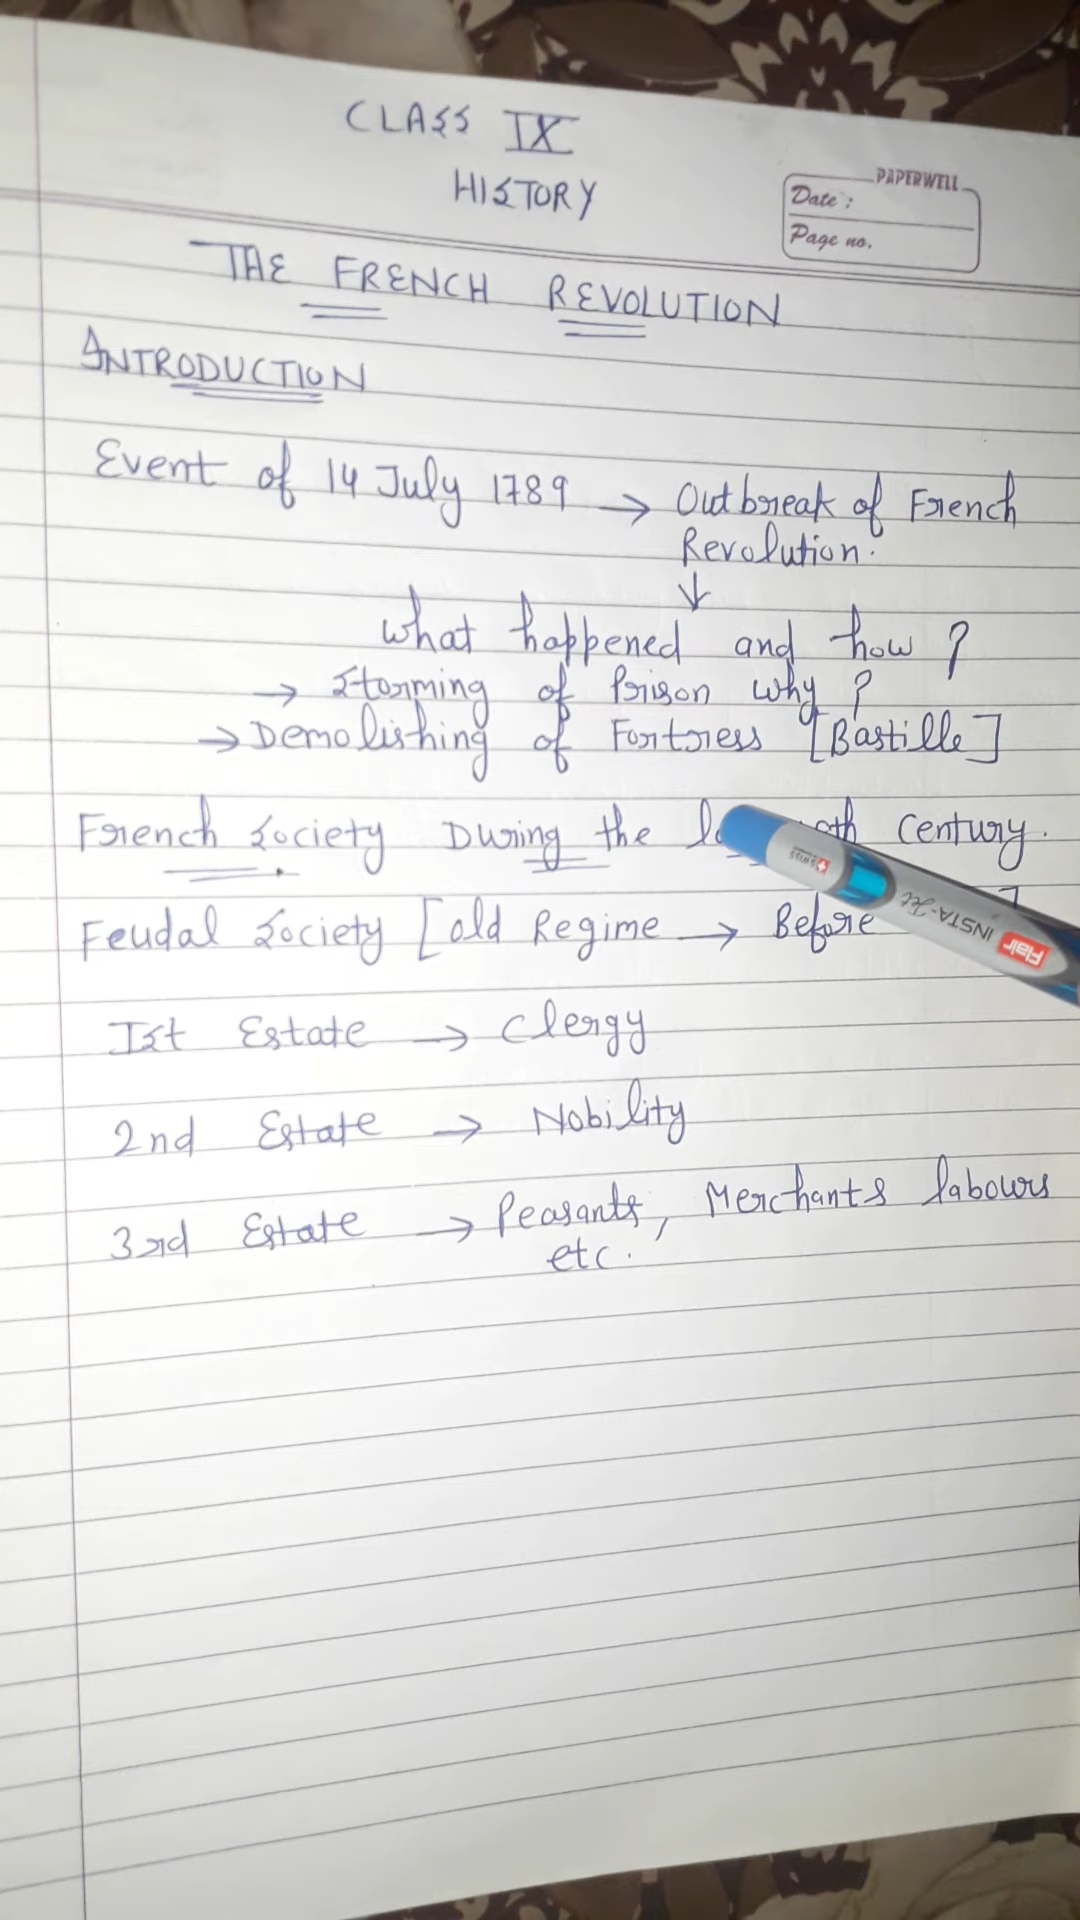 CLASS IX
HISTORY
PAPERWELL
Date :
Page no.
THE FRENCH REVOLUTION
INTRODUCTION
Event of 14 July 1789 → Outbreak of French
Revolution.
↓
what happened and how ?
→ Storming of Prison why ?
→ Demolishing of Fortress [Bastille]
French Society During the century.
Feudal Society [old Regime → Before
Ist Estate → Clergy
2nd Estate → Nobility
3rd Estate → Peasants, Merchants labours
etc.
SWISS
INSTA-Jet
Flair